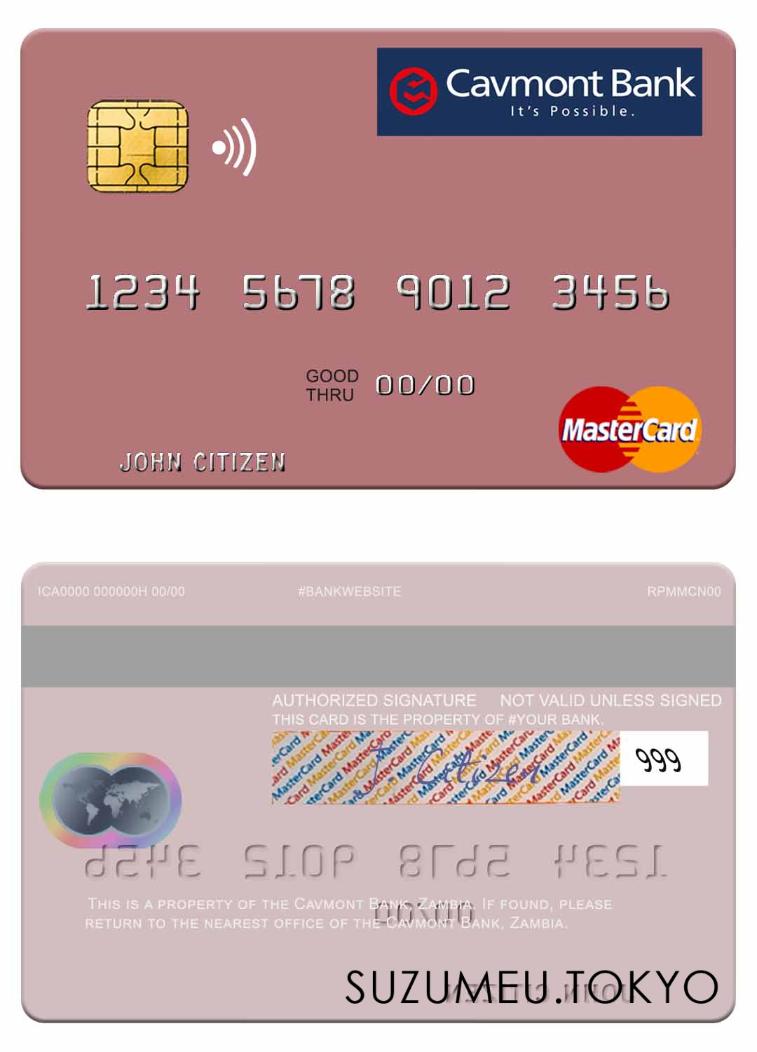 Cavmont Bank
It's Possible.
1234 5678 9012 3456
GOOD
THRU 00/00
MasterCard
JOHN CITIZEN
ICA0000 000000H 00/00 #BANKWEBSITE RPMMCN00
AUTHORIZED SIGNATURE NOT VALID UNLESS SIGNED
THIS CARD IS THE PROPERTY OF #YOUR BANK.
J Citizen 999
THIS IS A PROPERTY OF THE CAVMONT BANK, ZAMBIA. IF FOUND, PLEASE
RETURN TO THE NEAREST OFFICE OF THE CAVMONT BANK, ZAMBIA.
SUZUMEU.TOKYO